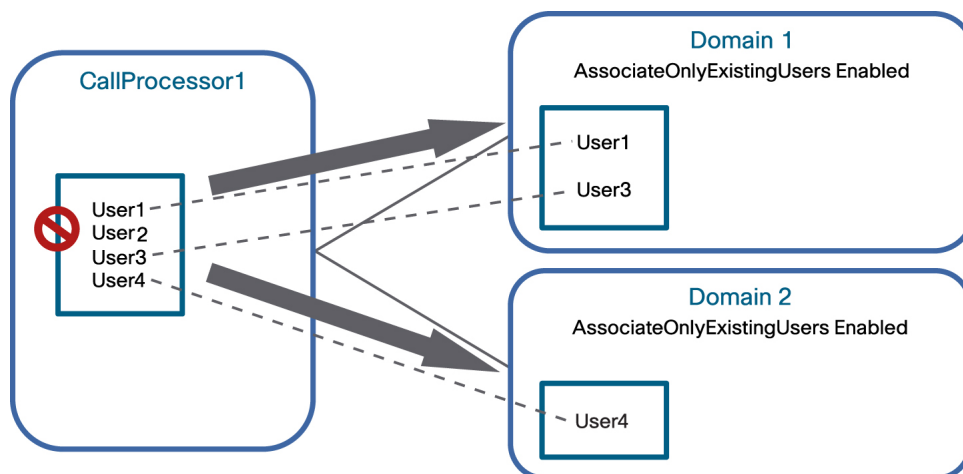 CallProcessor1
User1
User2
User3
User4
Domain 1
AssociateOnlyExistingUsers Enabled
User1
User3
Domain 2
AssociateOnlyExistingUsers Enabled
User4